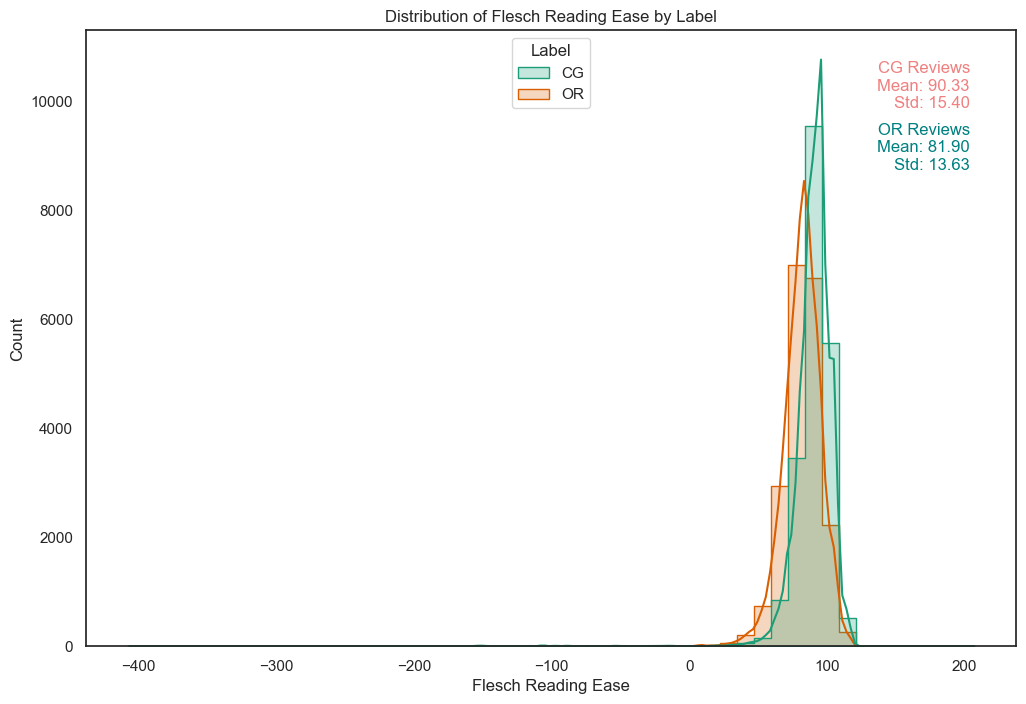 Distribution of Flesch Reading Ease by Label
Label
CG
OR
CG Reviews
Mean: 90.33
Std: 15.40
OR Reviews
Mean: 81.90
Std: 13.63
Count
10000
8000
6000
4000
2000
0
−400
−300
−200
−100
0
100
200
Flesch Reading Ease